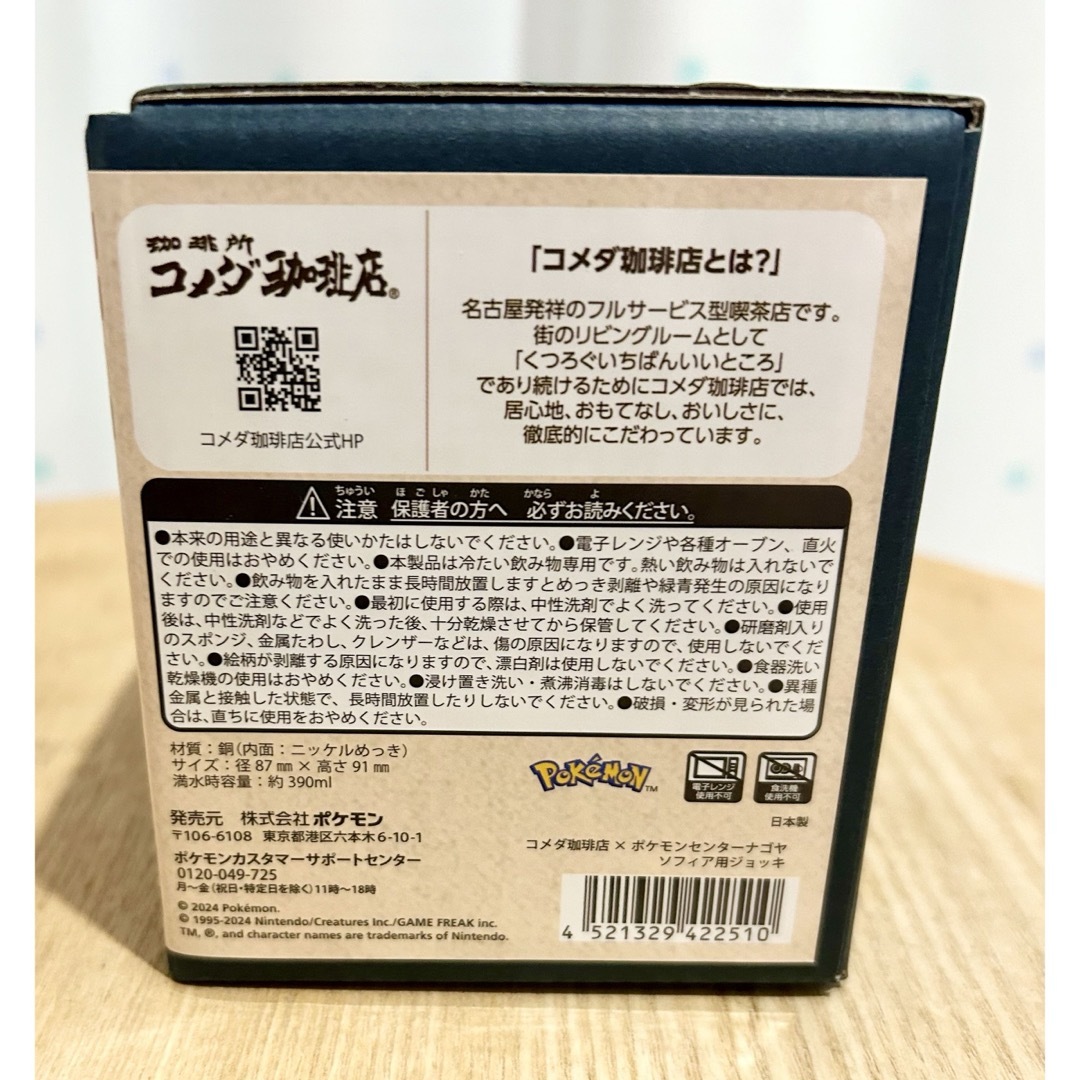 珈琲所
コメダ珈琲店®
コメダ珈琲店公式HP
「コメダ珈琲店とは?」
名古屋発祥のフルサービス型喫茶店です。
街のリビングルームとして
「くつろぐいちばんいいところ」
であり続けるためにコメダ珈琲店では、
居心地、おもてなし、おいしさに、
徹底的にこだわっています。
ちゅうい ほごしゃ かた かなら よ
注意 保護者の方へ 必ずお読みください。
●本来の用途と異なる使いかたはしないでください。●電子レンジや各種オーブン、直火
での使用はおやめください。●本製品は冷たい飲み物専用です。熱い飲み物は入れないで
ください。●飲み物を入れたまま長時間放置しますとめっき剥離や緑青発生の原因になり
ますのでご注意ください。●最初に使用する際は、中性洗剤でよく洗ってください。●使用
後は、中性洗剤などでよく洗った後、十分乾燥させてから保管してください。●研磨剤入り
のスポンジ、金属たわし、クレンザーなどは、傷の原因になりますので、使用しないでくだ
さい。●絵柄が剥離する原因になりますので、漂白剤は使用しないでください。●食器洗い
乾燥機の使用はおやめください。●浸け置き洗い・煮沸消毒はしないでください。●異種
金属と接触した状態で、長時間放置したりしないでください。●破損・変形が見られた場
合は、直ちに使用をおやめください。
材質:銅(内面:ニッケルめっき)
サイズ:径87㎜×高さ91㎜
満水時容量:約390ml
POKéMON™
電子レンジ
使用不可
食洗機
使用不可
日本製
発売元 株式会社ポケモン
〒106-6108 東京都港区六本木6-10-1
ポケモンカスタマーサポートセンター
0120-049-725
月〜金(祝日・特定日を除く)11時〜18時
© 2024 Pokémon.
© 1995-2024 Nintendo/Creatures Inc./GAME FREAK inc.
TM, ®, and character names are trademarks of Nintendo.
コメダ珈琲店×ポケモンセンターナゴヤ
ソフィア用ジョッキ
4 521329 422510